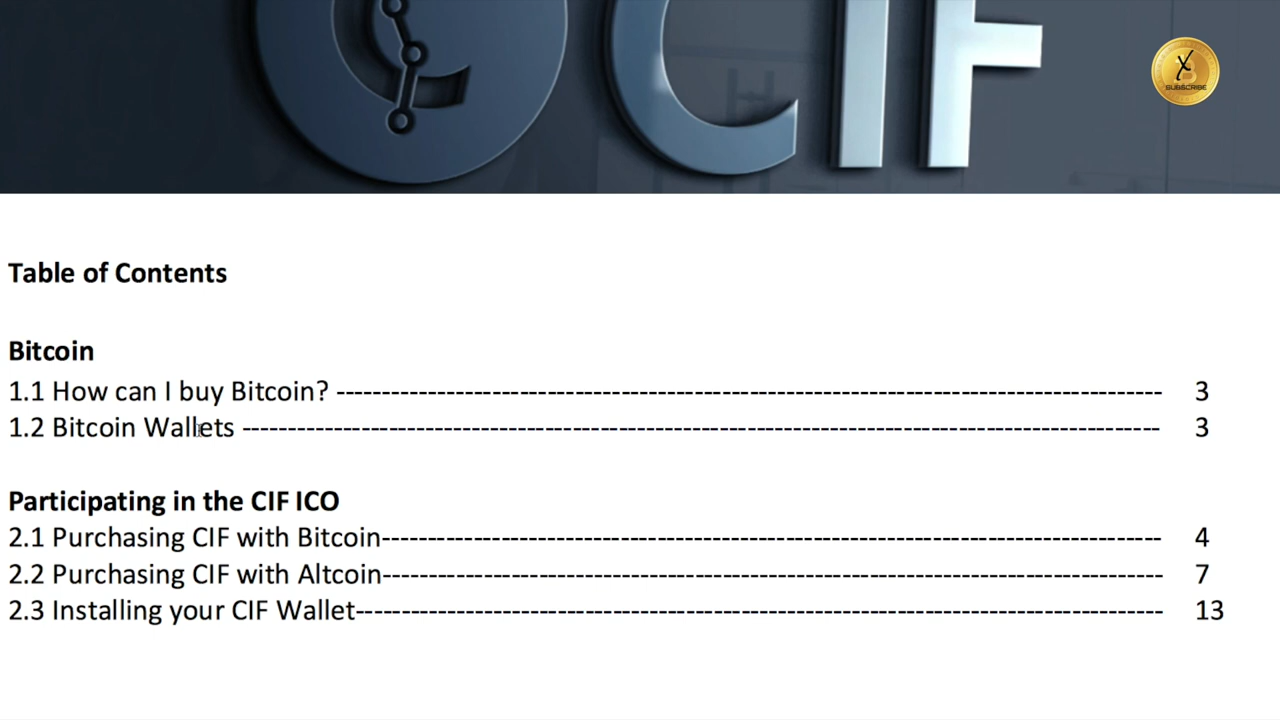 CIF
SUBSCRIBE
Table of Contents
Bitcoin
1.1 How can I buy Bitcoin? ------------------------------------------------------------------------------------------- 3
1.2 Bitcoin Wallets ----------------------------------------------------------------------------------------------------- 3
Participating in the CIF ICO
2.1 Purchasing CIF with Bitcoin-------------------------------------------------------------------------------------- 4
2.2 Purchasing CIF with Altcoin-------------------------------------------------------------------------------------- 7
2.3 Installing your CIF Wallet----------------------------------------------------------------------------------------- 13